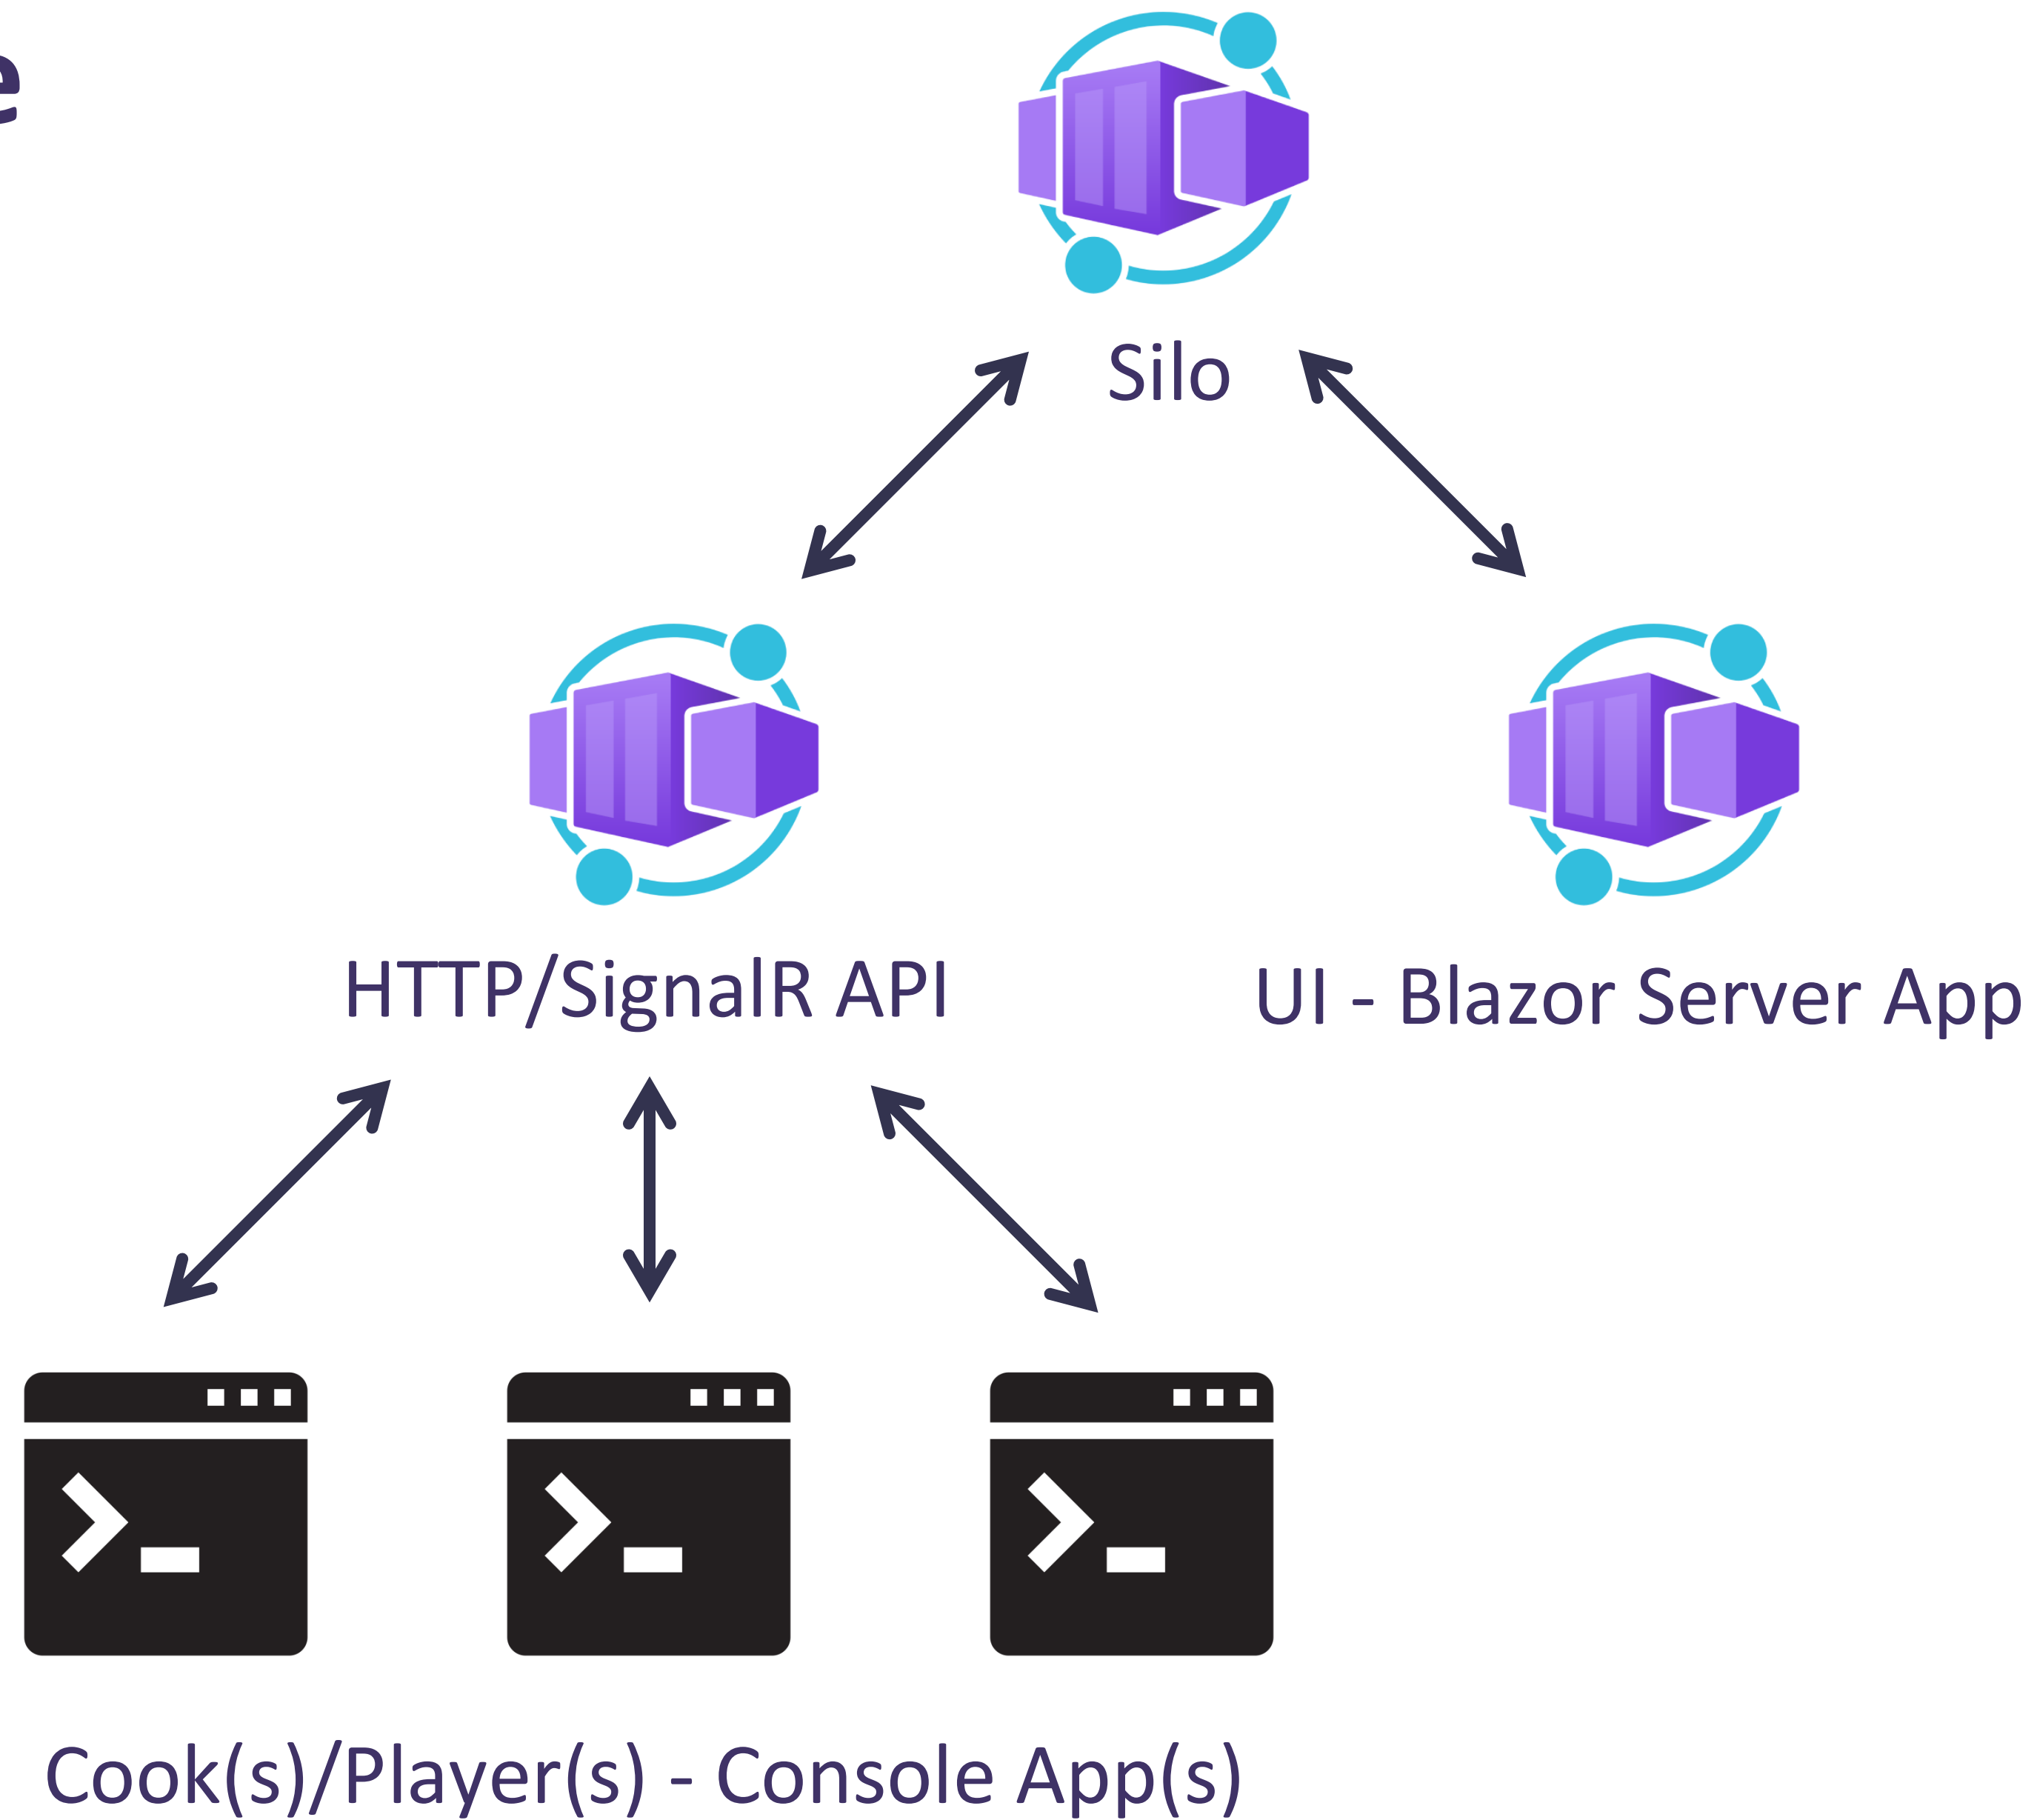 Silo
HTTP/SignalR API
UI - Blazor Server App
Cook(s)/Player(s) - Console App(s)